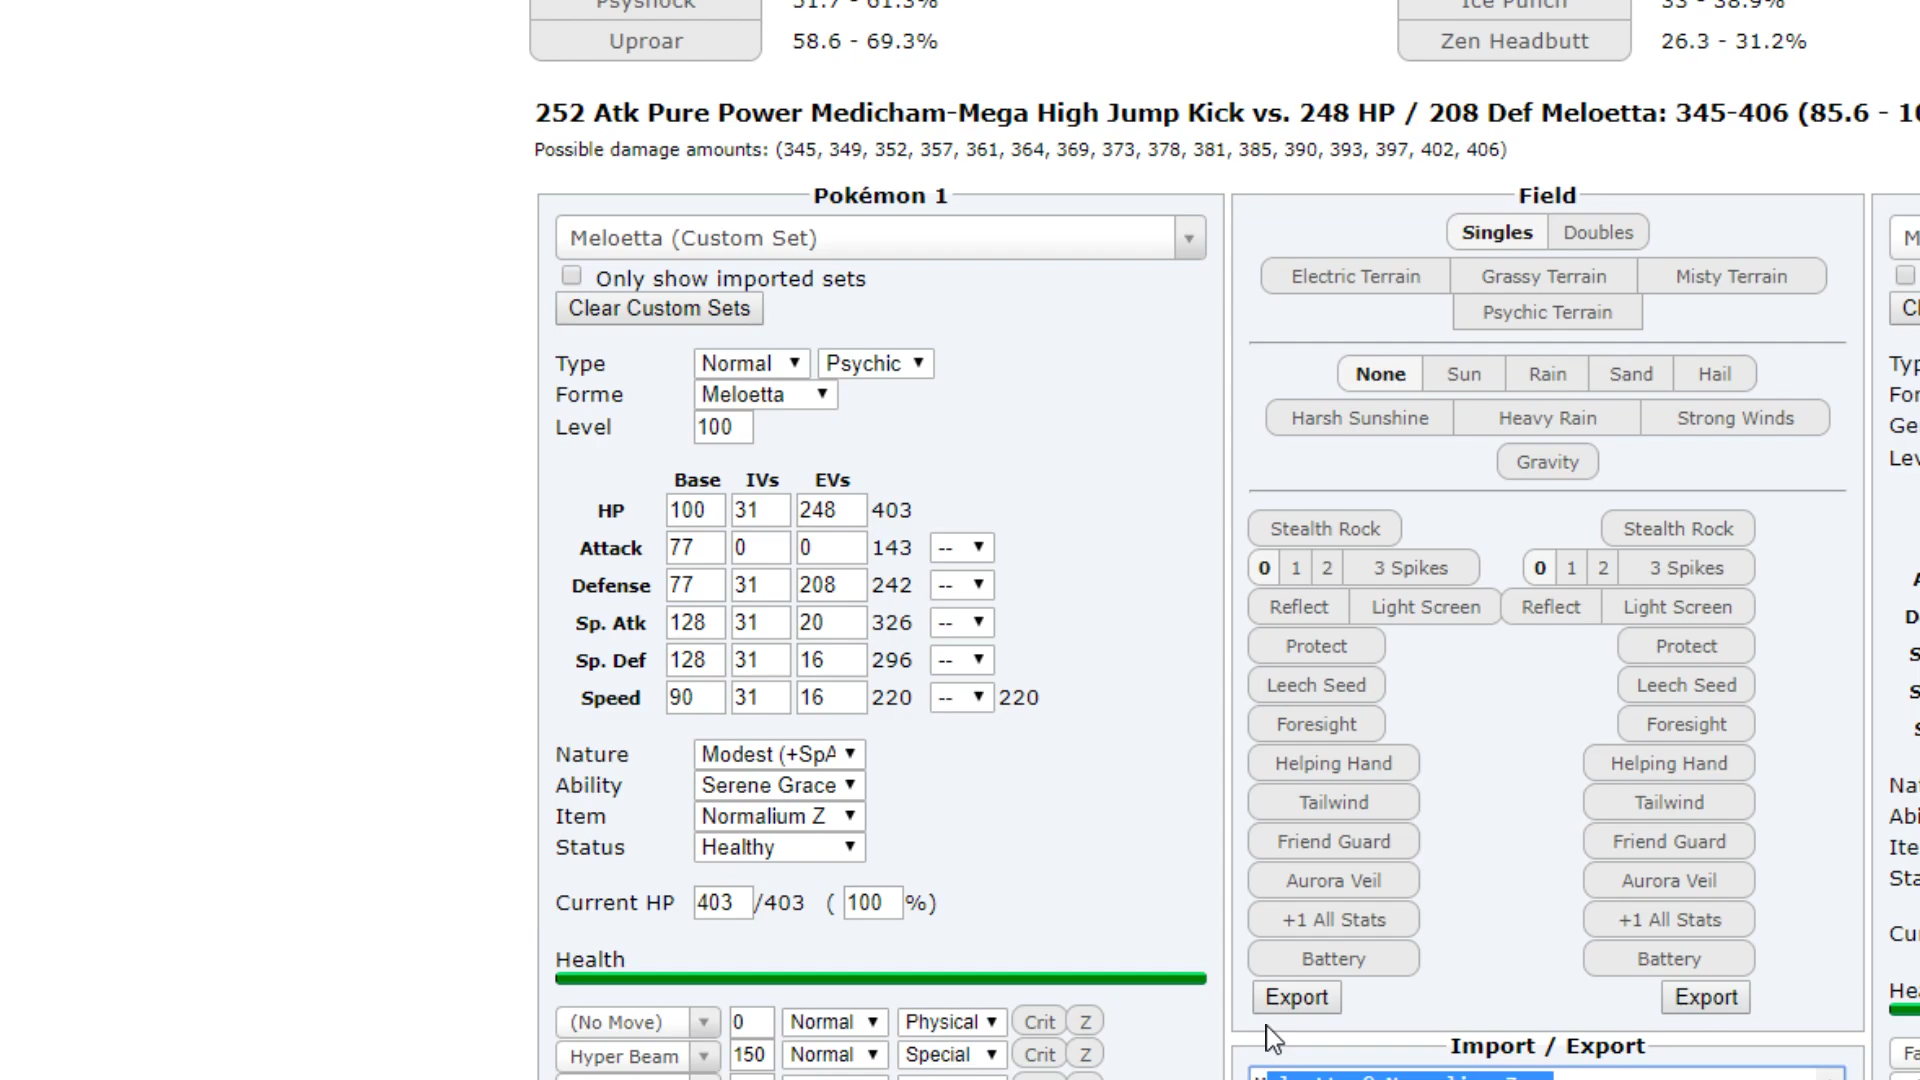 Psyshock 51.7 - 61.3% Ice Punch 33 - 38.9%
Uproar 58.6 - 69.3% Zen Headbutt 26.3 - 31.2%
252 Atk Pure Power Medicham-Mega High Jump Kick vs. 248 HP / 208 Def Meloetta: 345-406 (85.6 -
Possible damage amounts: (345, 349, 352, 357, 361, 364, 369, 373, 378, 381, 385, 390, 393, 397, 402, 406)
Pokémon 1
Meloetta (Custom Set)
Only show imported sets
Clear Custom Sets
Type Normal Psychic
Forme Meloetta
Level 100
Base IVs EVs
HP 100 31 248 403
Attack 77 0 0 143 --
Defense 77 31 208 242 --
Sp. Atk 128 31 20 326 --
Sp. Def 128 31 16 296 --
Speed 90 31 16 220 -- 220
Nature Modest (+SpA
Ability Serene Grace
Item Normalium Z
Status Healthy
Current HP 403 /403 ( 100 %)
Health
(No Move) 0 Normal Physical Crit Z
Hyper Beam 150 Normal Special Crit Z
Field
Singles Doubles
Electric Terrain Grassy Terrain Misty Terrain
Psychic Terrain
None Sun Rain Sand Hail
Harsh Sunshine Heavy Rain Strong Winds
Gravity
Stealth Rock Stealth Rock
0 1 2 3 Spikes 0 1 2 3 Spikes
Reflect Light Screen Reflect Light Screen
Protect Protect
Leech Seed Leech Seed
Foresight Foresight
Helping Hand Helping Hand
Tailwind Tailwind
Friend Guard Friend Guard
Aurora Veil Aurora Veil
+1 All Stats +1 All Stats
Battery Battery
Export Export
Import / Export